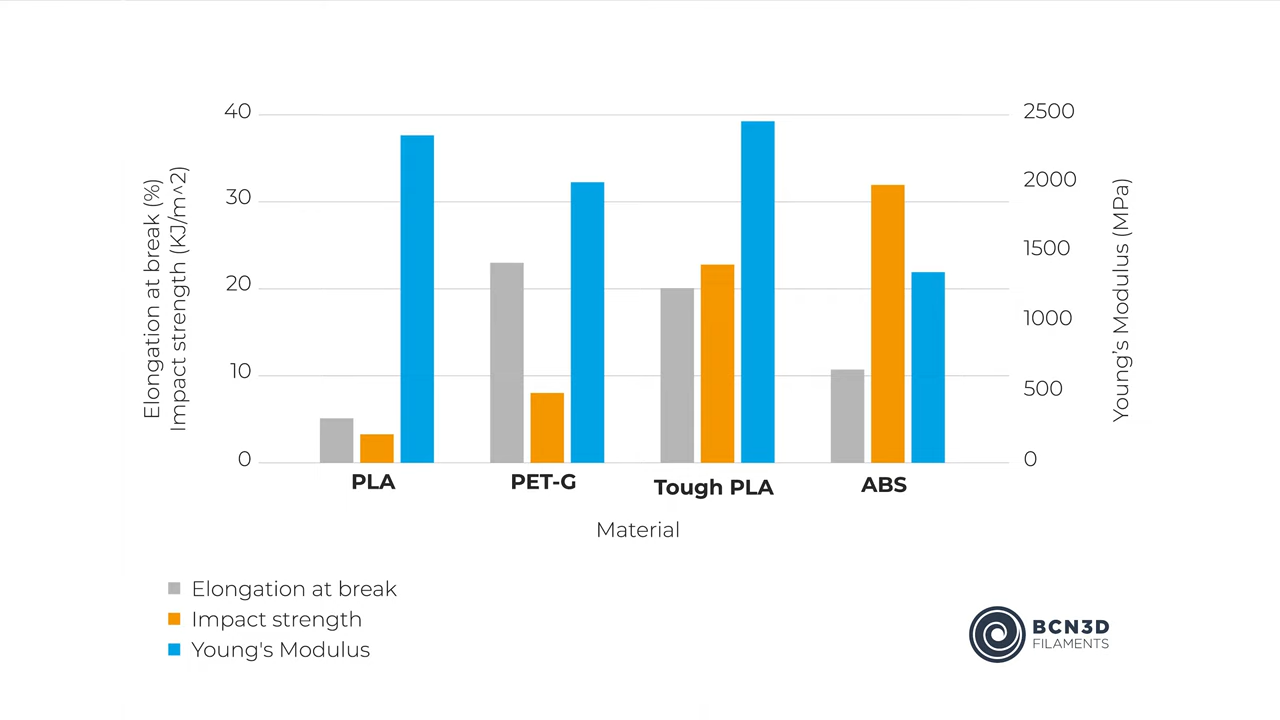 40
30
20
10
0
Elongation at break (%)
Impact strength (KJ/m^2)
2500
2000
1500
1000
500
0
Young's Modulus (MPa)
PLA
PET-G
Tough PLA
ABS
Material
Elongation at break
Impact strength
Young's Modulus
BCN3D
FILAMENTS